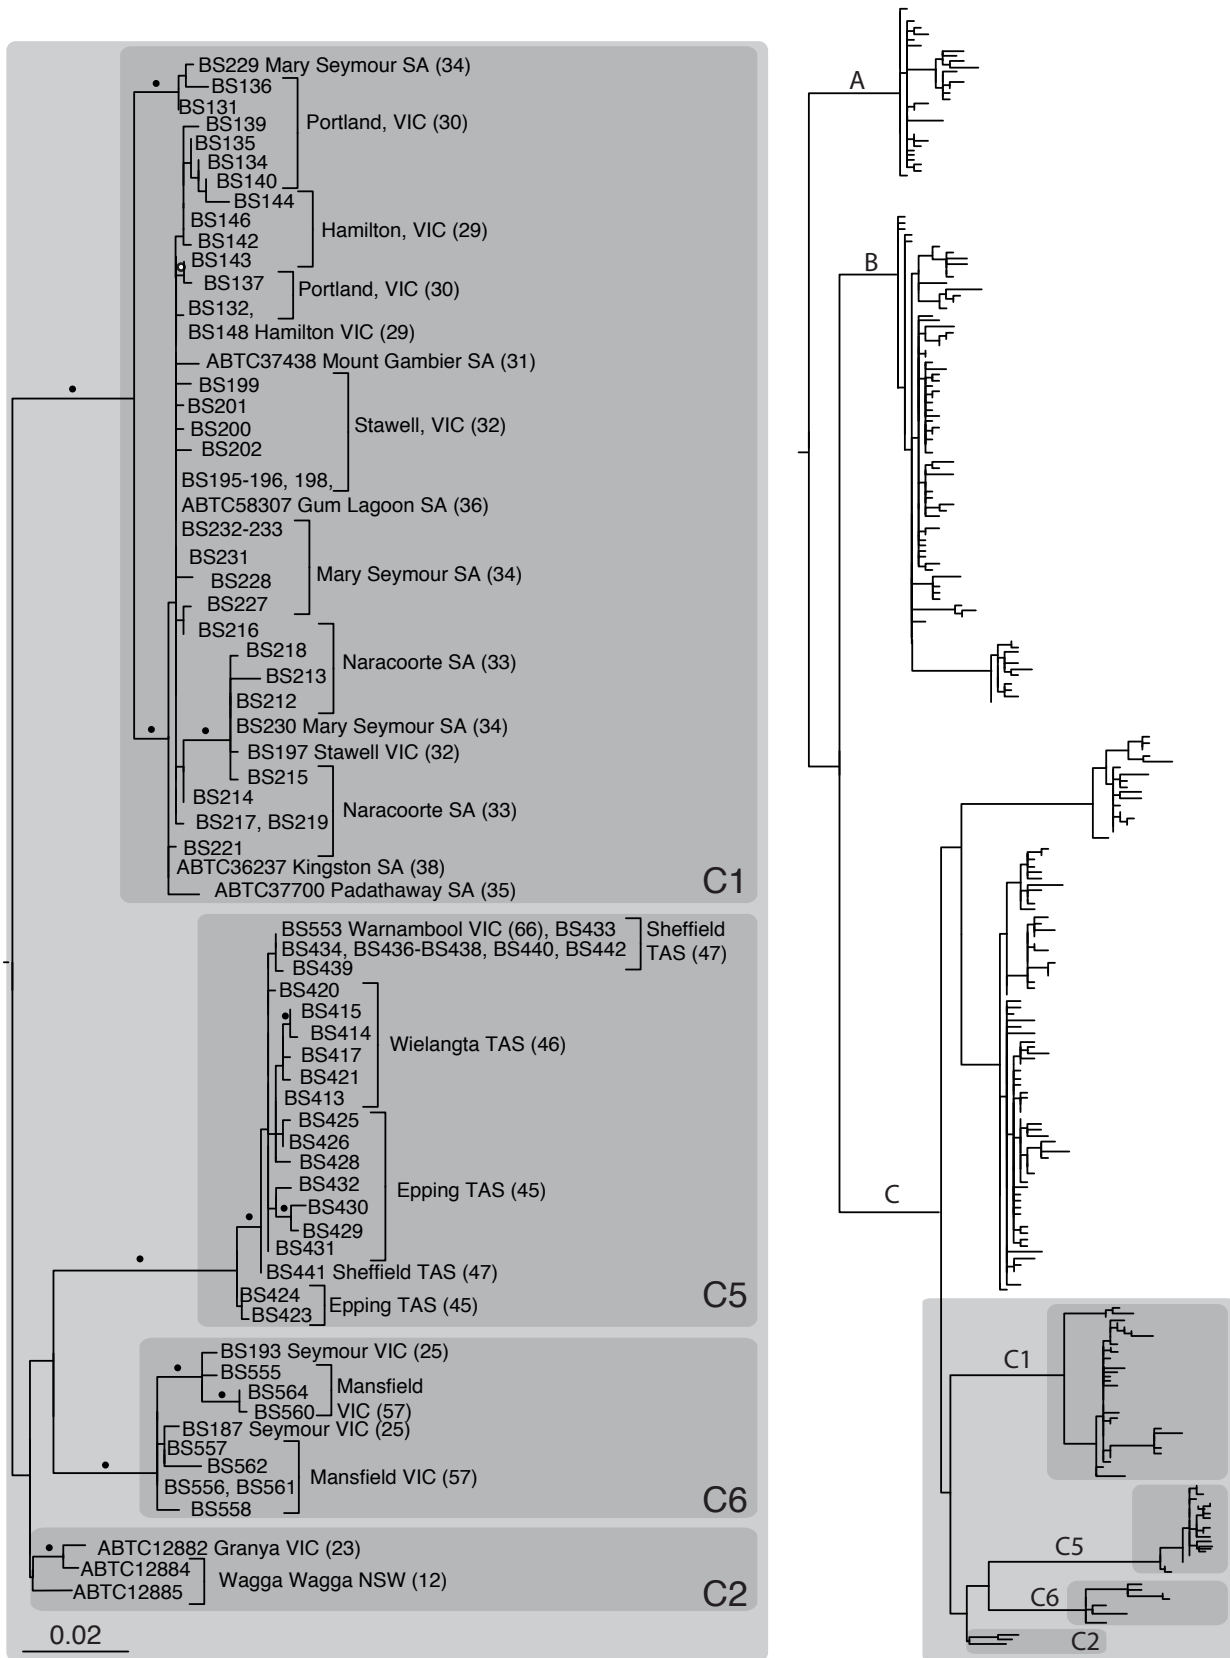 BS229 Mary Seymour SA (34)
BS136
BS131
Portland, VIC (30)
BS139
BS135
BS134
BS140
BS144
BS146
Hamilton, VIC (29)
BS142
BS143
BS137
Portland, VIC (30)
BS132,
BS148 Hamilton VIC (29)
ABTC37438 Mount Gambier SA (31)
BS199
BS201
Stawell, VIC (32)
BS200
BS202
BS195-196, 198,
ABTC58307 Gum Lagoon SA (36)
BS232-233
BS231
Mary Seymour SA (34)
BS228
BS227
BS216
BS218
Naracoorte SA (33)
BS213
BS212
BS230 Mary Seymour SA (34)
BS197 Stawell VIC (32)
BS215
BS214
Naracoorte SA (33)
BS217, BS219
BS221
ABTC36237 Kingston SA (38)
ABTC37700 Padathaway SA (35)
C1
BS553 Warnambool VIC (66), BS433
Sheffield
BS434, BS436-BS438, BS440, BS442
TAS (47)
BS439
BS420
BS415
BS414
Wielangta TAS (46)
BS417
BS421
BS413
BS425
BS426
BS428
BS432
Epping TAS (45)
BS430
BS429
BS431
BS441 Sheffield TAS (47)
BS424
Epping TAS (45)
BS423
C5
BS193 Seymour VIC (25)
BS555
Mansfield
BS564
BS560
VIC (57)
BS187 Seymour VIC (25)
BS557
BS562
Mansfield VIC (57)
BS556, BS561
BS558
C6
ABTC12882 Granya VIC (23)
ABTC12884
Wagga Wagga NSW (12)
ABTC12885
C2
0.02
A
B
C
C1
C5
C6
C2